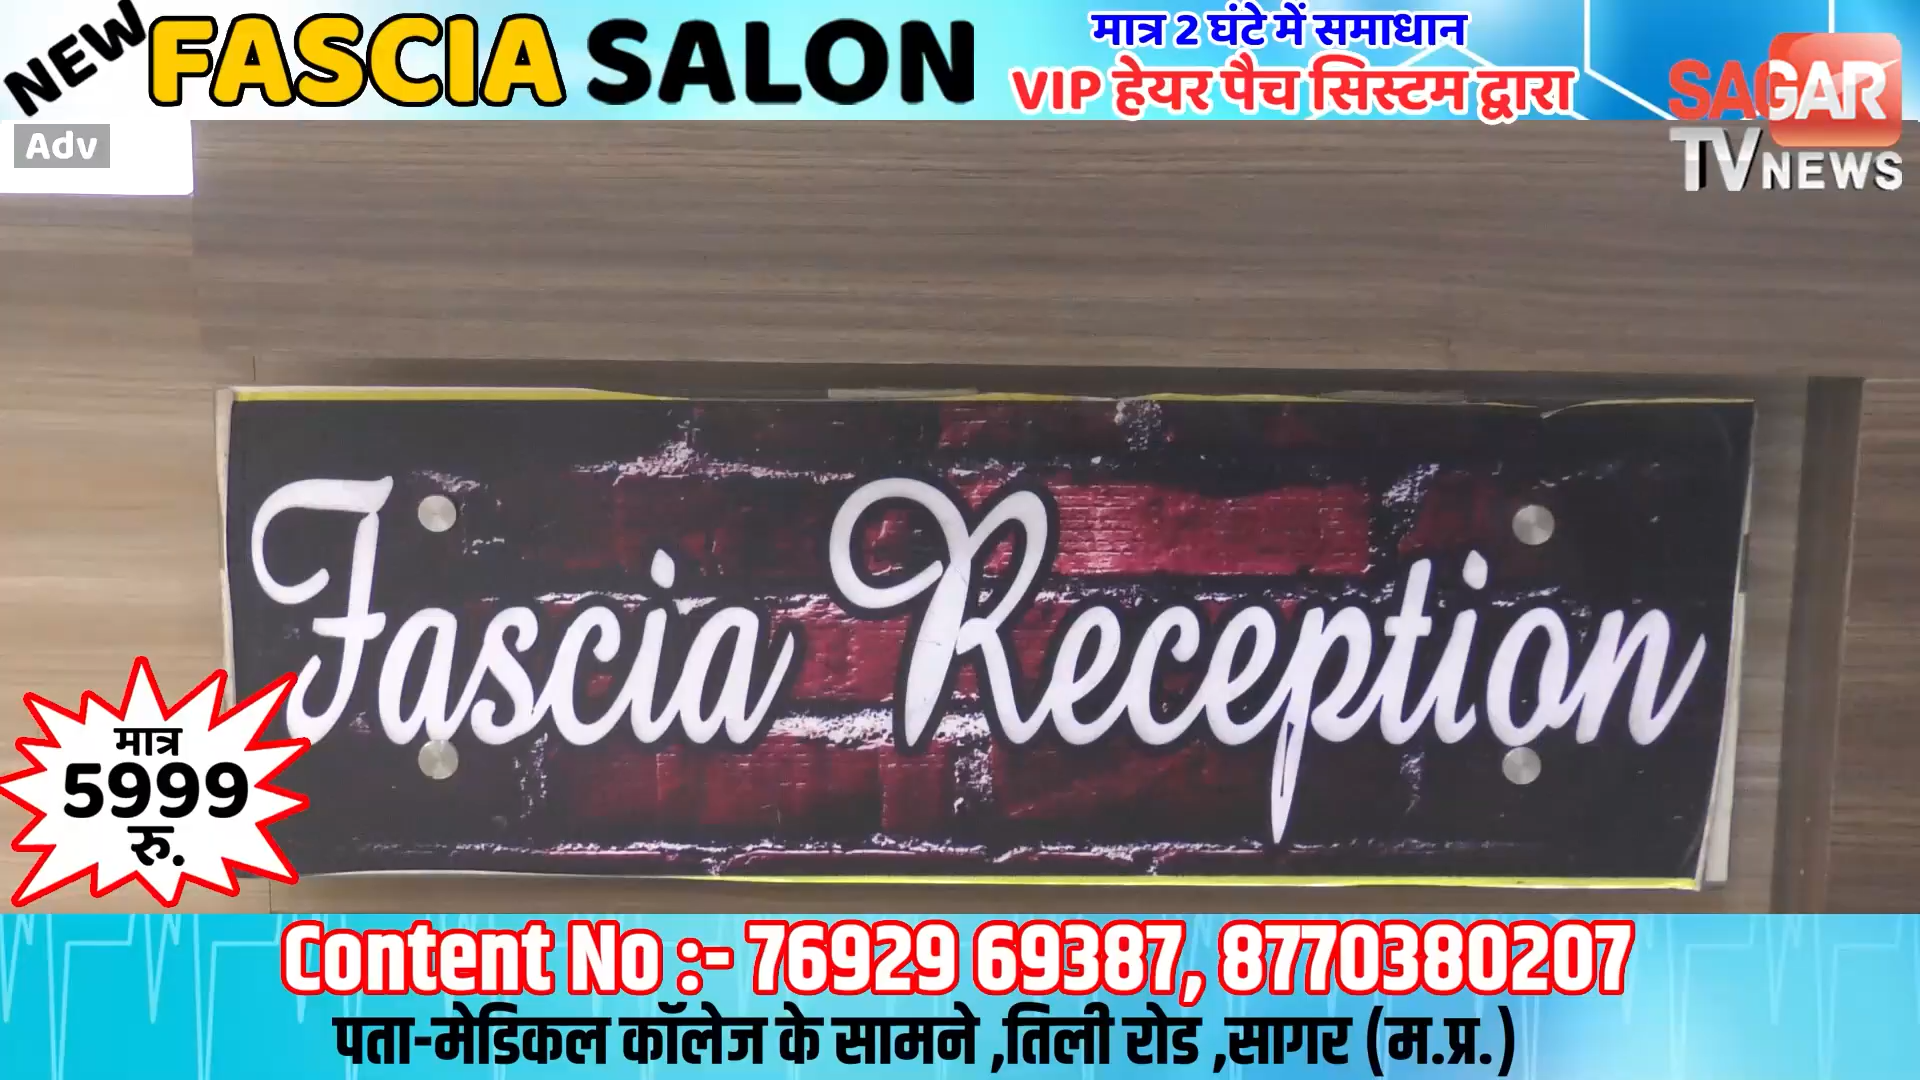 NEW FASCIA SALON
मात्र 2 घंटे में समाधान
VIP हेयर पैच सिस्टम द्वारा
SAGAR
TV NEWS
Adv
Fascia Reception
मात्र
5999
रु.
Content No :- 76929 69387, 8770380207
पता-मेडिकल कॉलेज के सामने ,तिली रोड ,सागर (म.प्र.)